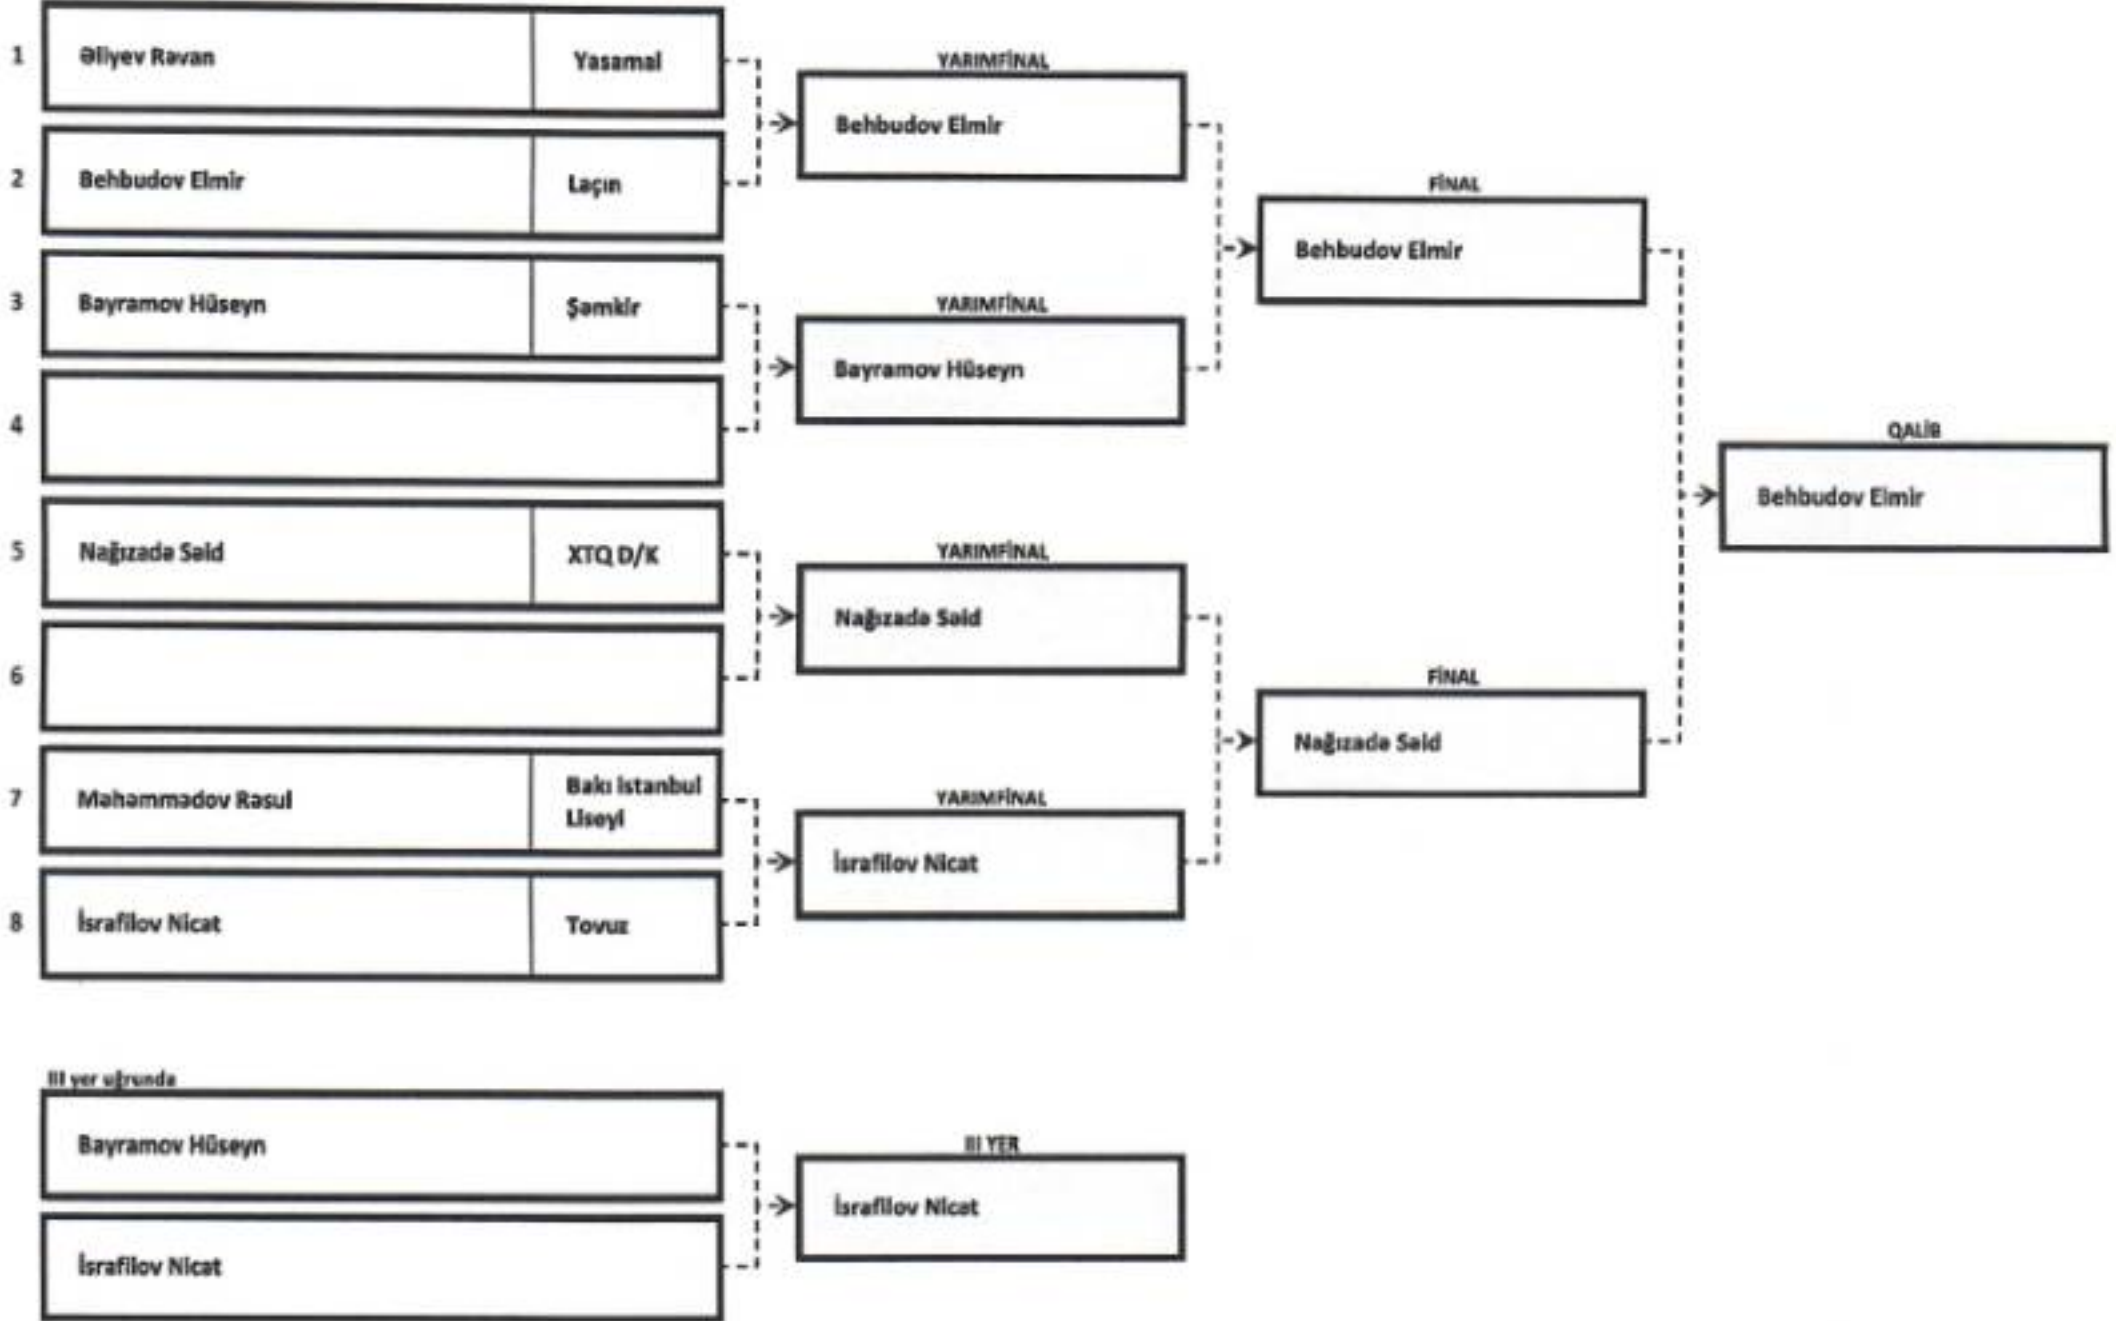 1 Əliyev Rəvan Yasamal
2 Behbudov Elmir Laçın
3 Bayramov Hüseyn Şəmkir
4
5 Nağızadə Səid XTQ D/K
6
7 Məhəmmədov Rəsul Bakı istanbul
Liseyi
8 İsrafilov Nicat Tovuz
YARIMFİNAL
Behbudov Elmir
YARIMFİNAL
Bayramov Hüseyn
YARIMFİNAL
Nağızadə Səid
YARIMFİNAL
İsrafilov Nicat
FİNAL
Behbudov Elmir
FİNAL
Nağızadə Səid
QALİB
Behbudov Elmir
III yer uğrunda
Bayramov Hüseyn
İsrafilov Nicat
III YER
İsrafilov Nicat